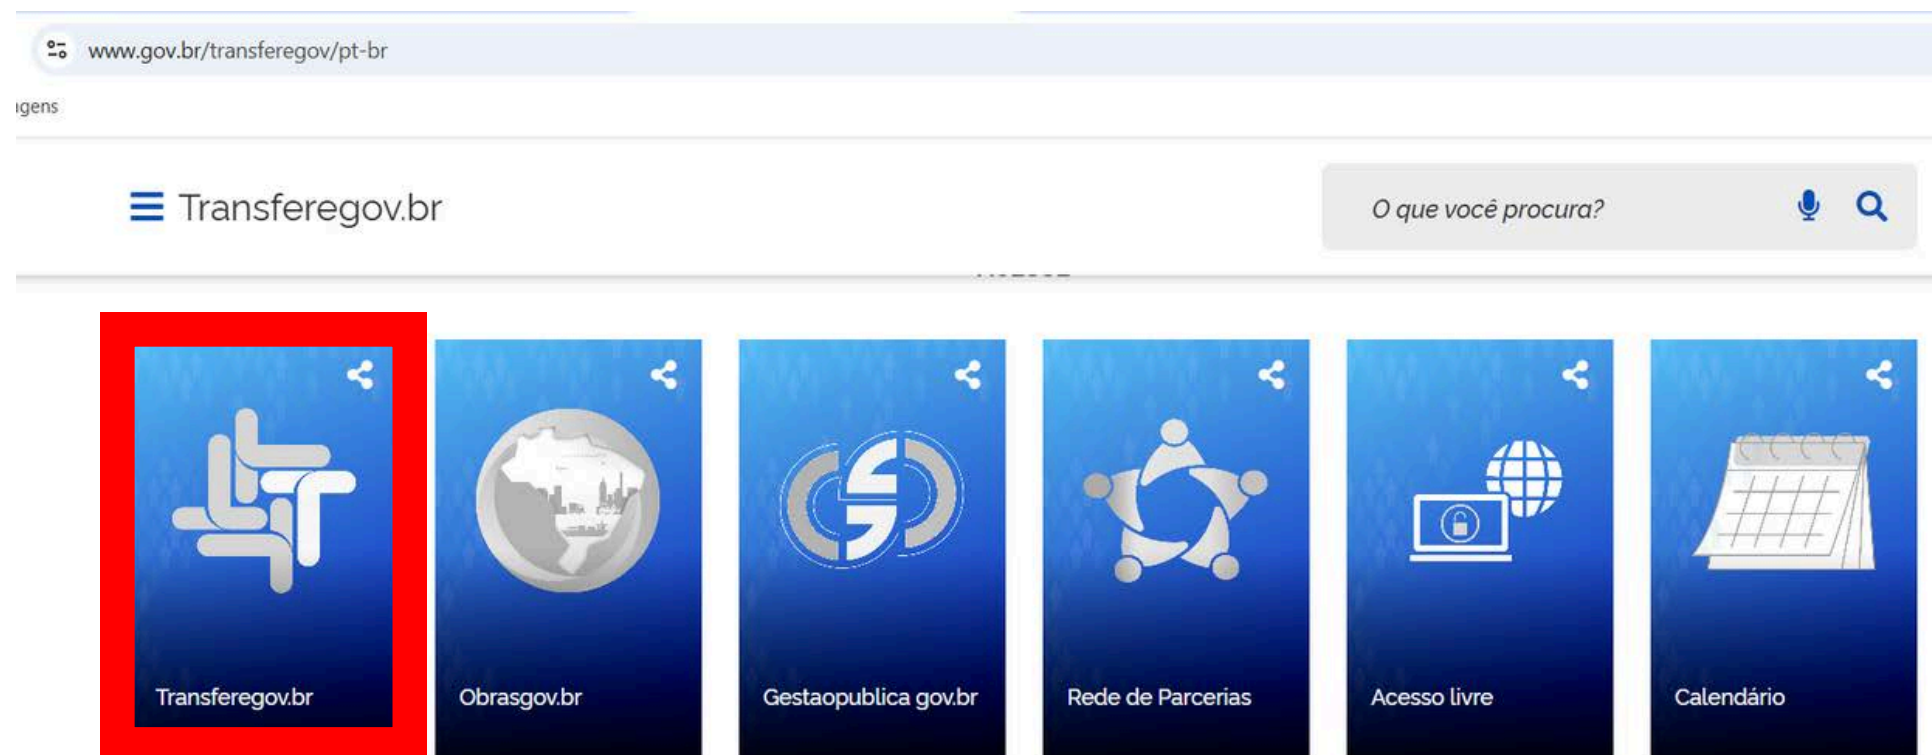 www.gov.br/transferegov/pt-br
Transferegov.br
O que você procura?
Transferegov.br
Obrasgov.br
Gestaopublica gov.br
Rede de Parcerias
Acesso livre
Calendário